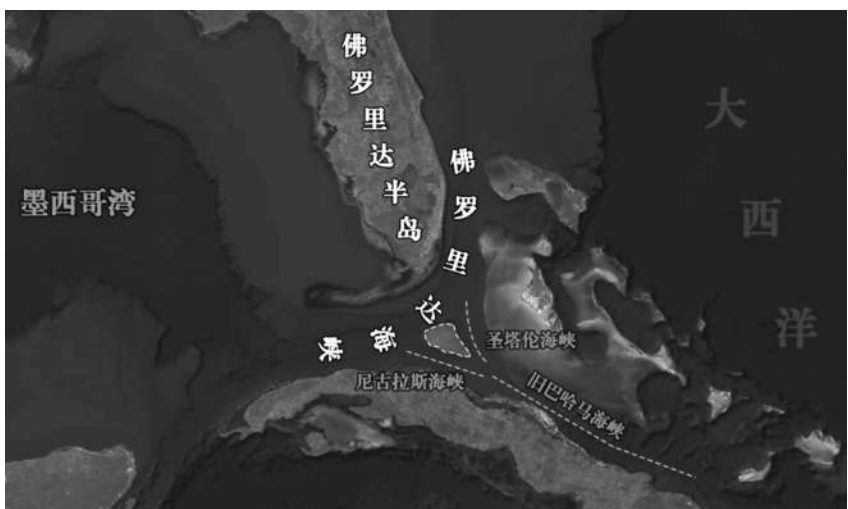 佛罗里达半岛
佛罗里达海峡
大西洋
墨西哥湾
圣塔伦海峡
尼古拉斯海峡
旧巴哈马海峡